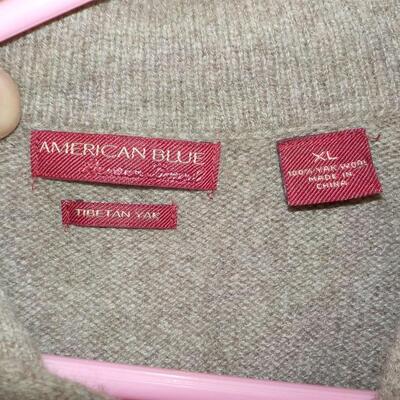 AMERICAN BLUE
TIBETAN YAK
XL
100% YAK WOOL
MADE IN
CHINA